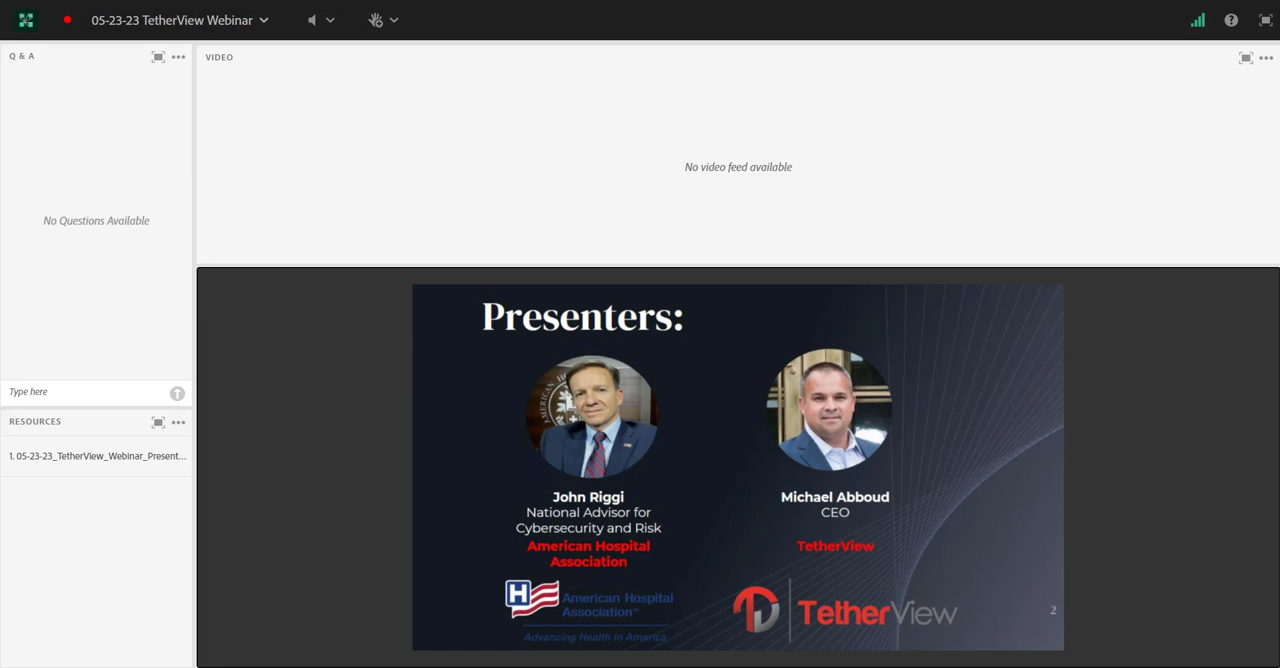 05-23-23 TetherView Webinar
Q & A
No Questions Available
Type here
RESOURCES
1. 05-23-23_TetherView_Webinar_Present...
VIDEO
No video feed available
Presenters:
John Riggi
National Advisor for
Cybersecurity and Risk
American Hospital
Association
H American Hospital
Association™
Advancing Health in America
Michael Abboud
CEO
TetherView
TetherView
2